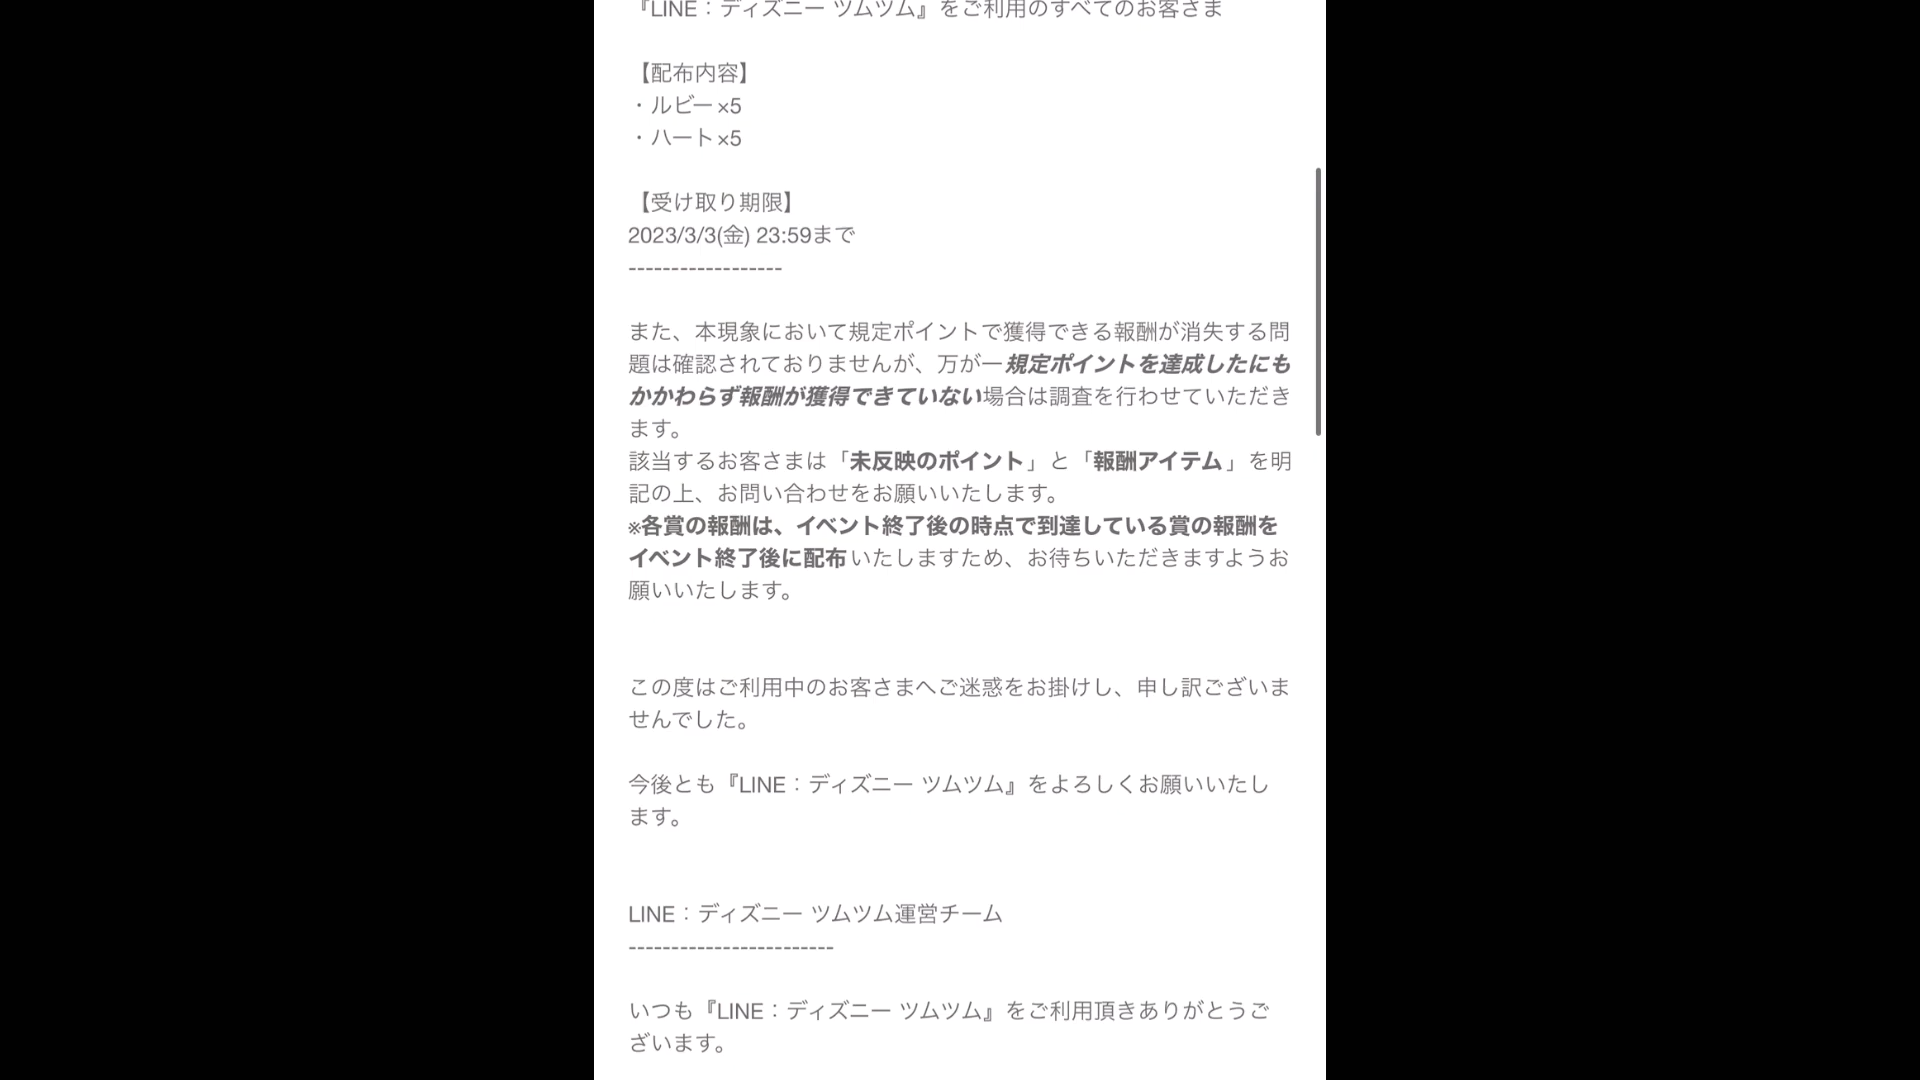 『LINE：ディズニー ツムツム』をご利用のすべてのお客さま
【配布内容】
・ルビー×5
・ハート×5
【受け取り期限】
2023/3/3(金) 23:59まで
------------------
また、本現象において規定ポイントで獲得できる報酬が消失する問
題は確認されておりませんが、万が一規定ポイントを達成したにも
かかわらず報酬が獲得できていない場合は調査を行わせていただき
ます。
該当するお客さまは「未反映のポイント」と「報酬アイテム」を明
記の上、お問い合わせをお願いいたします。
※各賞の報酬は、イベント終了後の時点で到達している賞の報酬を
イベント終了後に配布いたしますため、お待ちいただきますようお
願いいたします。
この度はご利用中のお客さまへご迷惑をお掛けし、申し訳ございま
せんでした。
今後とも『LINE：ディズニー ツムツム』をよろしくお願いいたし
ます。
LINE：ディズニー ツムツム運営チーム
------------------------
いつも『LINE：ディズニー ツムツム』をご利用頂きありがとうご
ざいます。